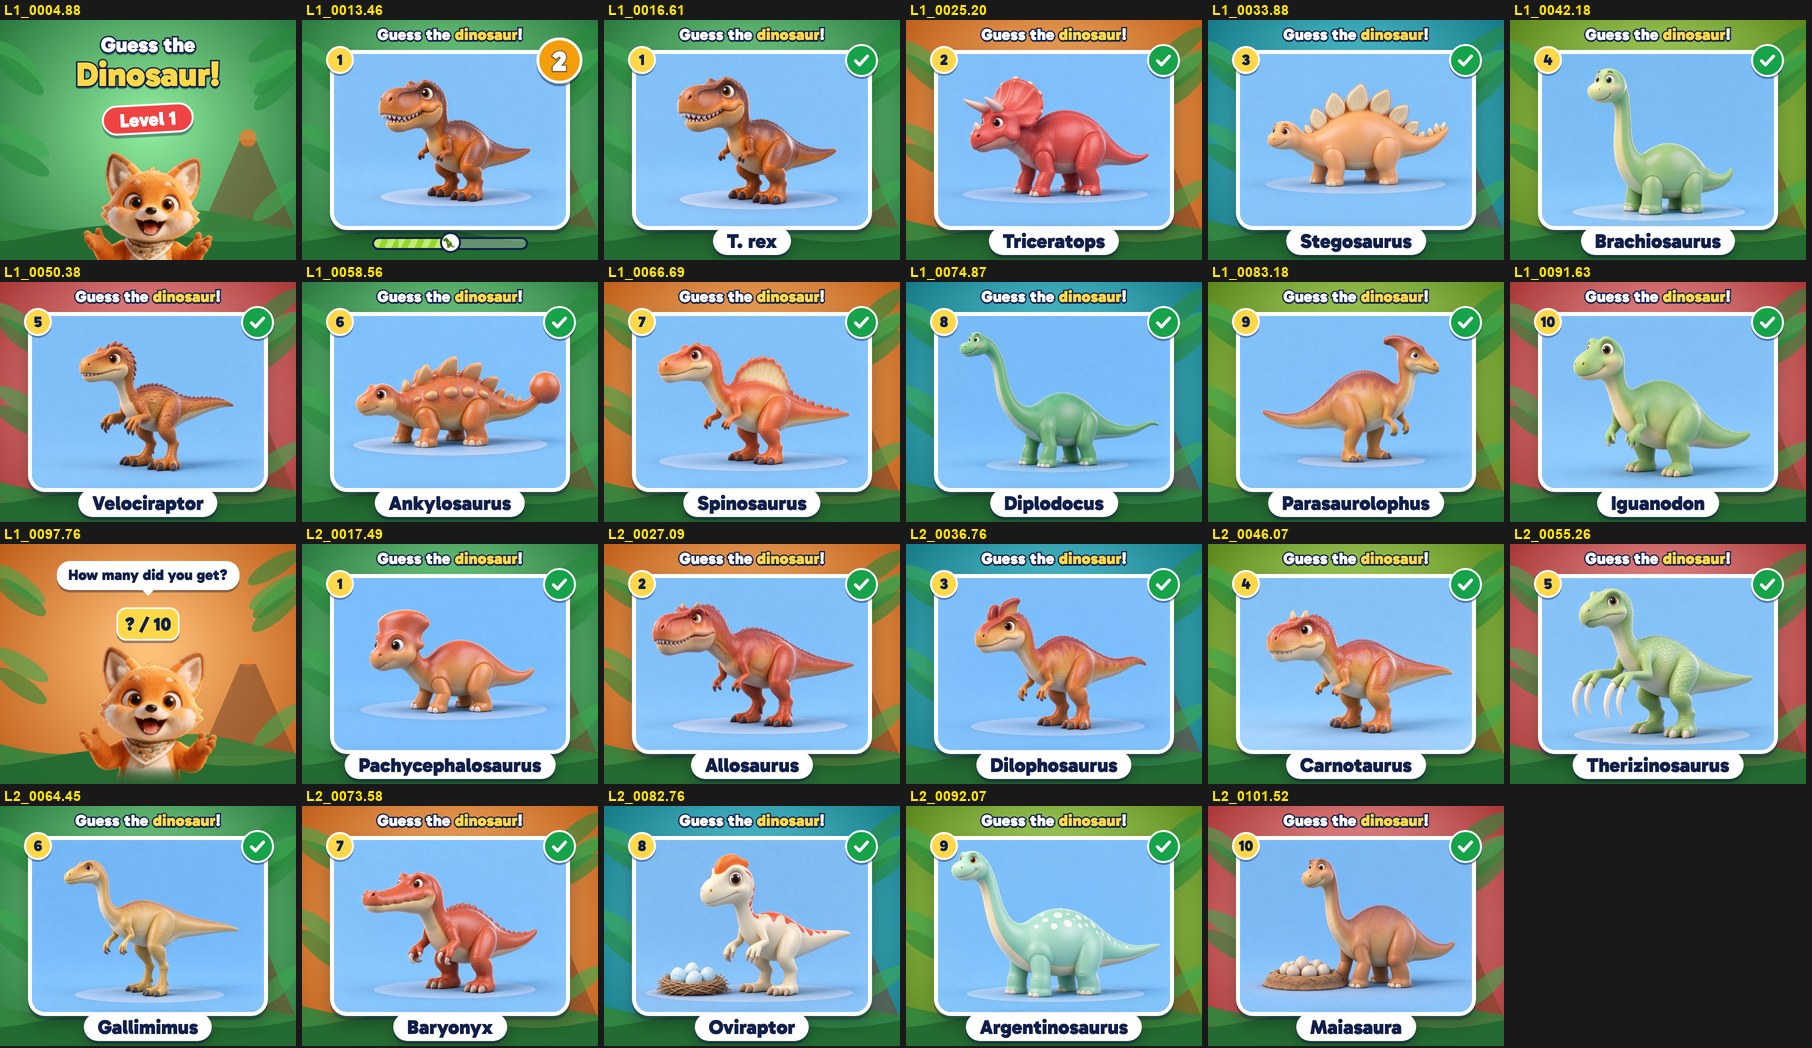 L1_0004.88
Guess the
Dinosaur!
Level 1
L1_0013.46
Guess the dinosaur!
1
2
L1_0016.61
Guess the dinosaur!
1
T. rex
L1_0025.20
Guess the dinosaur!
2
Triceratops
L1_0033.88
Guess the dinosaur!
3
Stegosaurus
L1_0042.18
Guess the dinosaur!
4
Brachiosaurus
L1_0050.38
Guess the dinosaur!
5
Velociraptor
L1_0058.56
Guess the dinosaur!
6
Ankylosaurus
L1_0066.69
Guess the dinosaur!
7
Spinosaurus
L1_0074.87
Guess the dinosaur!
8
Diplodocus
L1_0083.18
Guess the dinosaur!
9
Parasaurolophus
L1_0091.63
Guess the dinosaur!
10
Iguanodon
L1_0097.76
How many did you get?
? / 10
L2_0017.49
Guess the dinosaur!
1
Pachycephalosaurus
L2_0027.09
Guess the dinosaur!
2
Allosaurus
L2_0036.76
Guess the dinosaur!
3
Dilophosaurus
L2_0046.07
Guess the dinosaur!
4
Carnotaurus
L2_0055.26
Guess the dinosaur!
5
Therizinosaurus
L2_0064.45
Guess the dinosaur!
6
Gallimimus
L2_0073.58
Guess the dinosaur!
7
Baryonyx
L2_0082.76
Guess the dinosaur!
8
Oviraptor
L2_0092.07
Guess the dinosaur!
9
Argentinosaurus
L2_0101.52
Guess the dinosaur!
10
Maiasaura